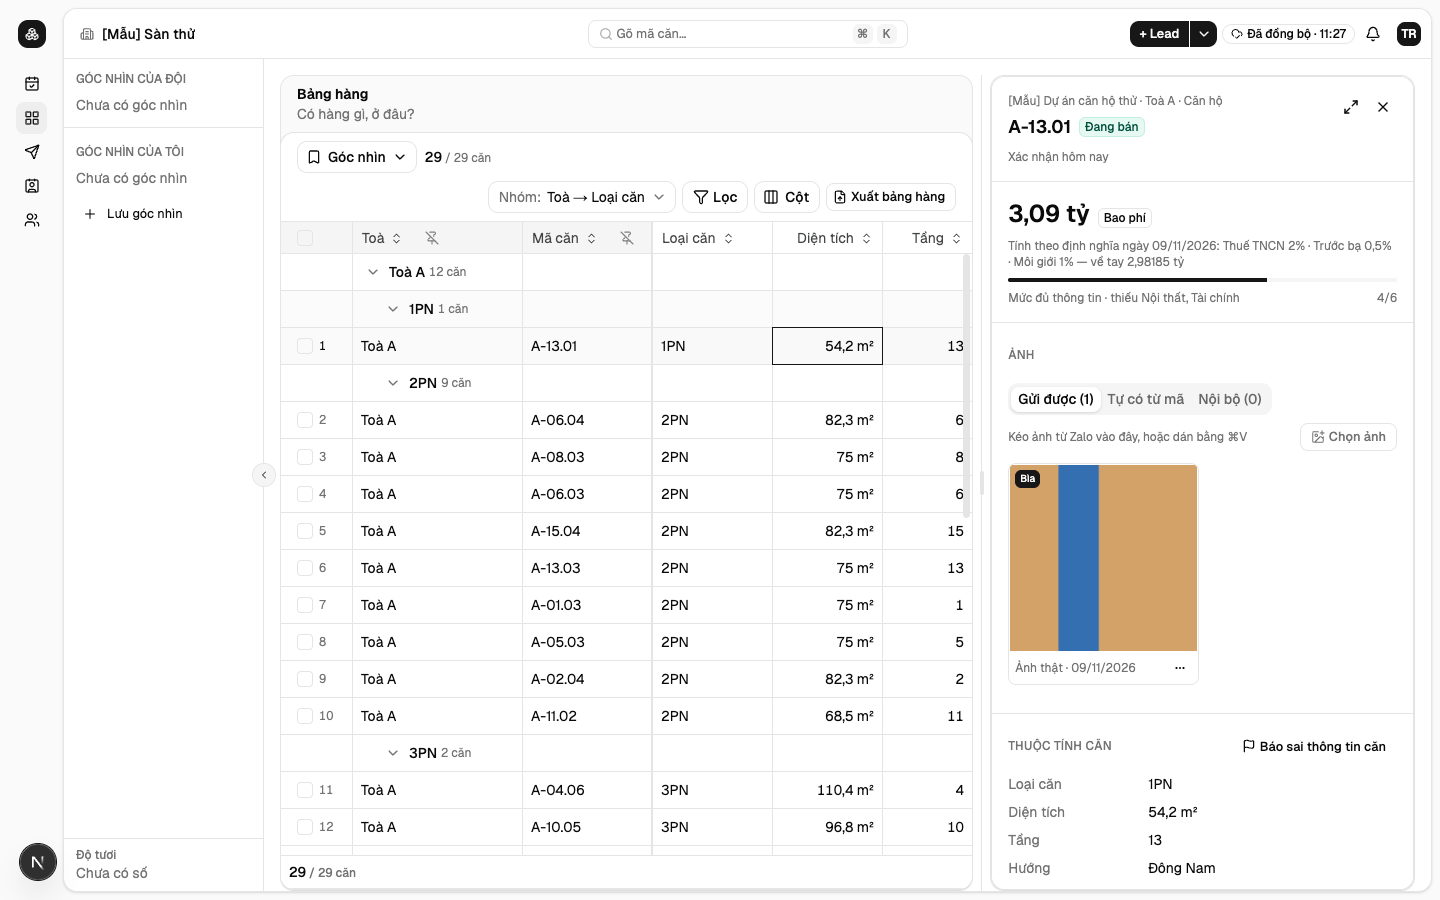 [Mẫu] Sàn thử
Gõ mã căn…
⌘ K
+ Lead
Đã đồng bộ · 11:27
TR
GÓC NHÌN CỦA ĐỘI
Chưa có góc nhìn
GÓC NHÌN CỦA TÔI
Chưa có góc nhìn
+ Lưu góc nhìn
Độ tươi
Chưa có số
N
Bảng hàng
Có hàng gì, ở đâu?
Góc nhìn
29 / 29 căn
Nhóm: Toà → Loại căn
Lọc
Cột
Xuất bảng hàng
Toà Mã căn Loại căn Diện tích Tầng
Toà A 12 căn
1PN 1 căn
1 Toà A A-13.01 1PN 54,2 m² 13
2PN 9 căn
2 Toà A A-06.04 2PN 82,3 m² 6
3 Toà A A-08.03 2PN 75 m² 8
4 Toà A A-06.03 2PN 75 m² 6
5 Toà A A-15.04 2PN 82,3 m² 15
6 Toà A A-13.03 2PN 75 m² 13
7 Toà A A-01.03 2PN 75 m² 1
8 Toà A A-05.03 2PN 75 m² 5
9 Toà A A-02.04 2PN 82,3 m² 2
10 Toà A A-11.02 2PN 68,5 m² 11
3PN 2 căn
11 Toà A A-04.06 3PN 110,4 m² 4
12 Toà A A-10.05 3PN 96,8 m² 10
29 / 29 căn
[Mẫu] Dự án căn hộ thử · Toà A · Căn hộ
A-13.01 Đang bán
Xác nhận hôm nay
3,09 tỷ Bao phí
Tính theo định nghĩa ngày 09/11/2026: Thuế TNCN 2% · Trước bạ 0,5%
· Môi giới 1% — về tay 2,98185 tỷ
Mức đủ thông tin · thiếu Nội thất, Tài chính 4/6
ẢNH
Gửi được (1) Tự có từ mã Nội bộ (0)
Kéo ảnh từ Zalo vào đây, hoặc dán bằng ⌘V
Chọn ảnh
Bìa
Ảnh thật · 09/11/2026
THUỘC TÍNH CĂN
Báo sai thông tin căn
Loại căn 1PN
Diện tích 54,2 m²
Tầng 13
Hướng Đông Nam